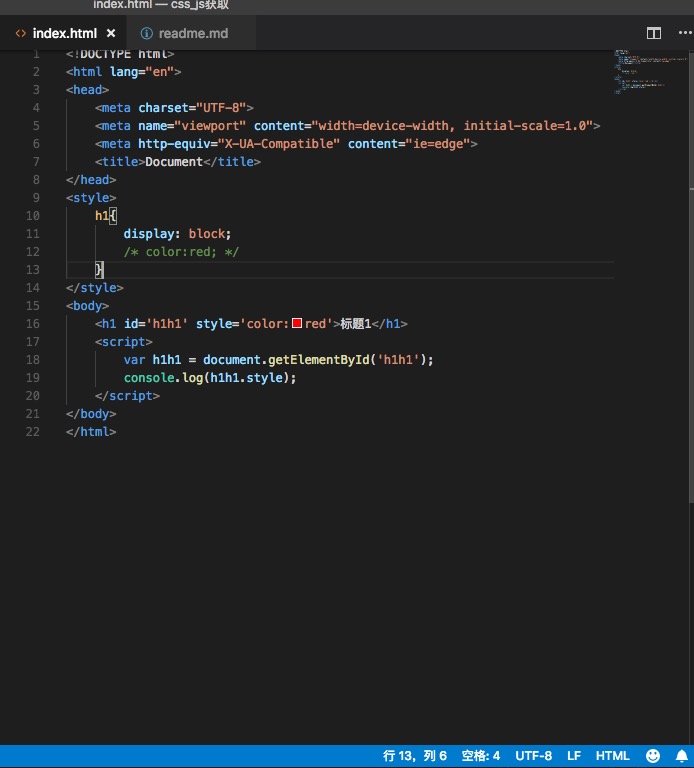 index.html — css_js获取
index.html
readme.md
1 <!DOCTYPE html>
2 <html lang="en">
3 <head>
4     <meta charset="UTF-8">
5     <meta name="viewport" content="width=device-width, initial-scale=1.0">
6     <meta http-equiv="X-UA-Compatible" content="ie=edge">
7     <title>Document</title>
8 </head>
9 <style>
10     h1{
11         display: block;
12         /* color:red; */
13     }
14 </style>
15 <body>
16     <h1 id='h1h1' style='color:red'>标题1</h1>
17     <script>
18         var h1h1 = document.getElementById('h1h1');
19         console.log(h1h1.style);
20     </script>
21 </body>
22 </html>
行 13，列 6 空格: 4 UTF-8 LF HTML